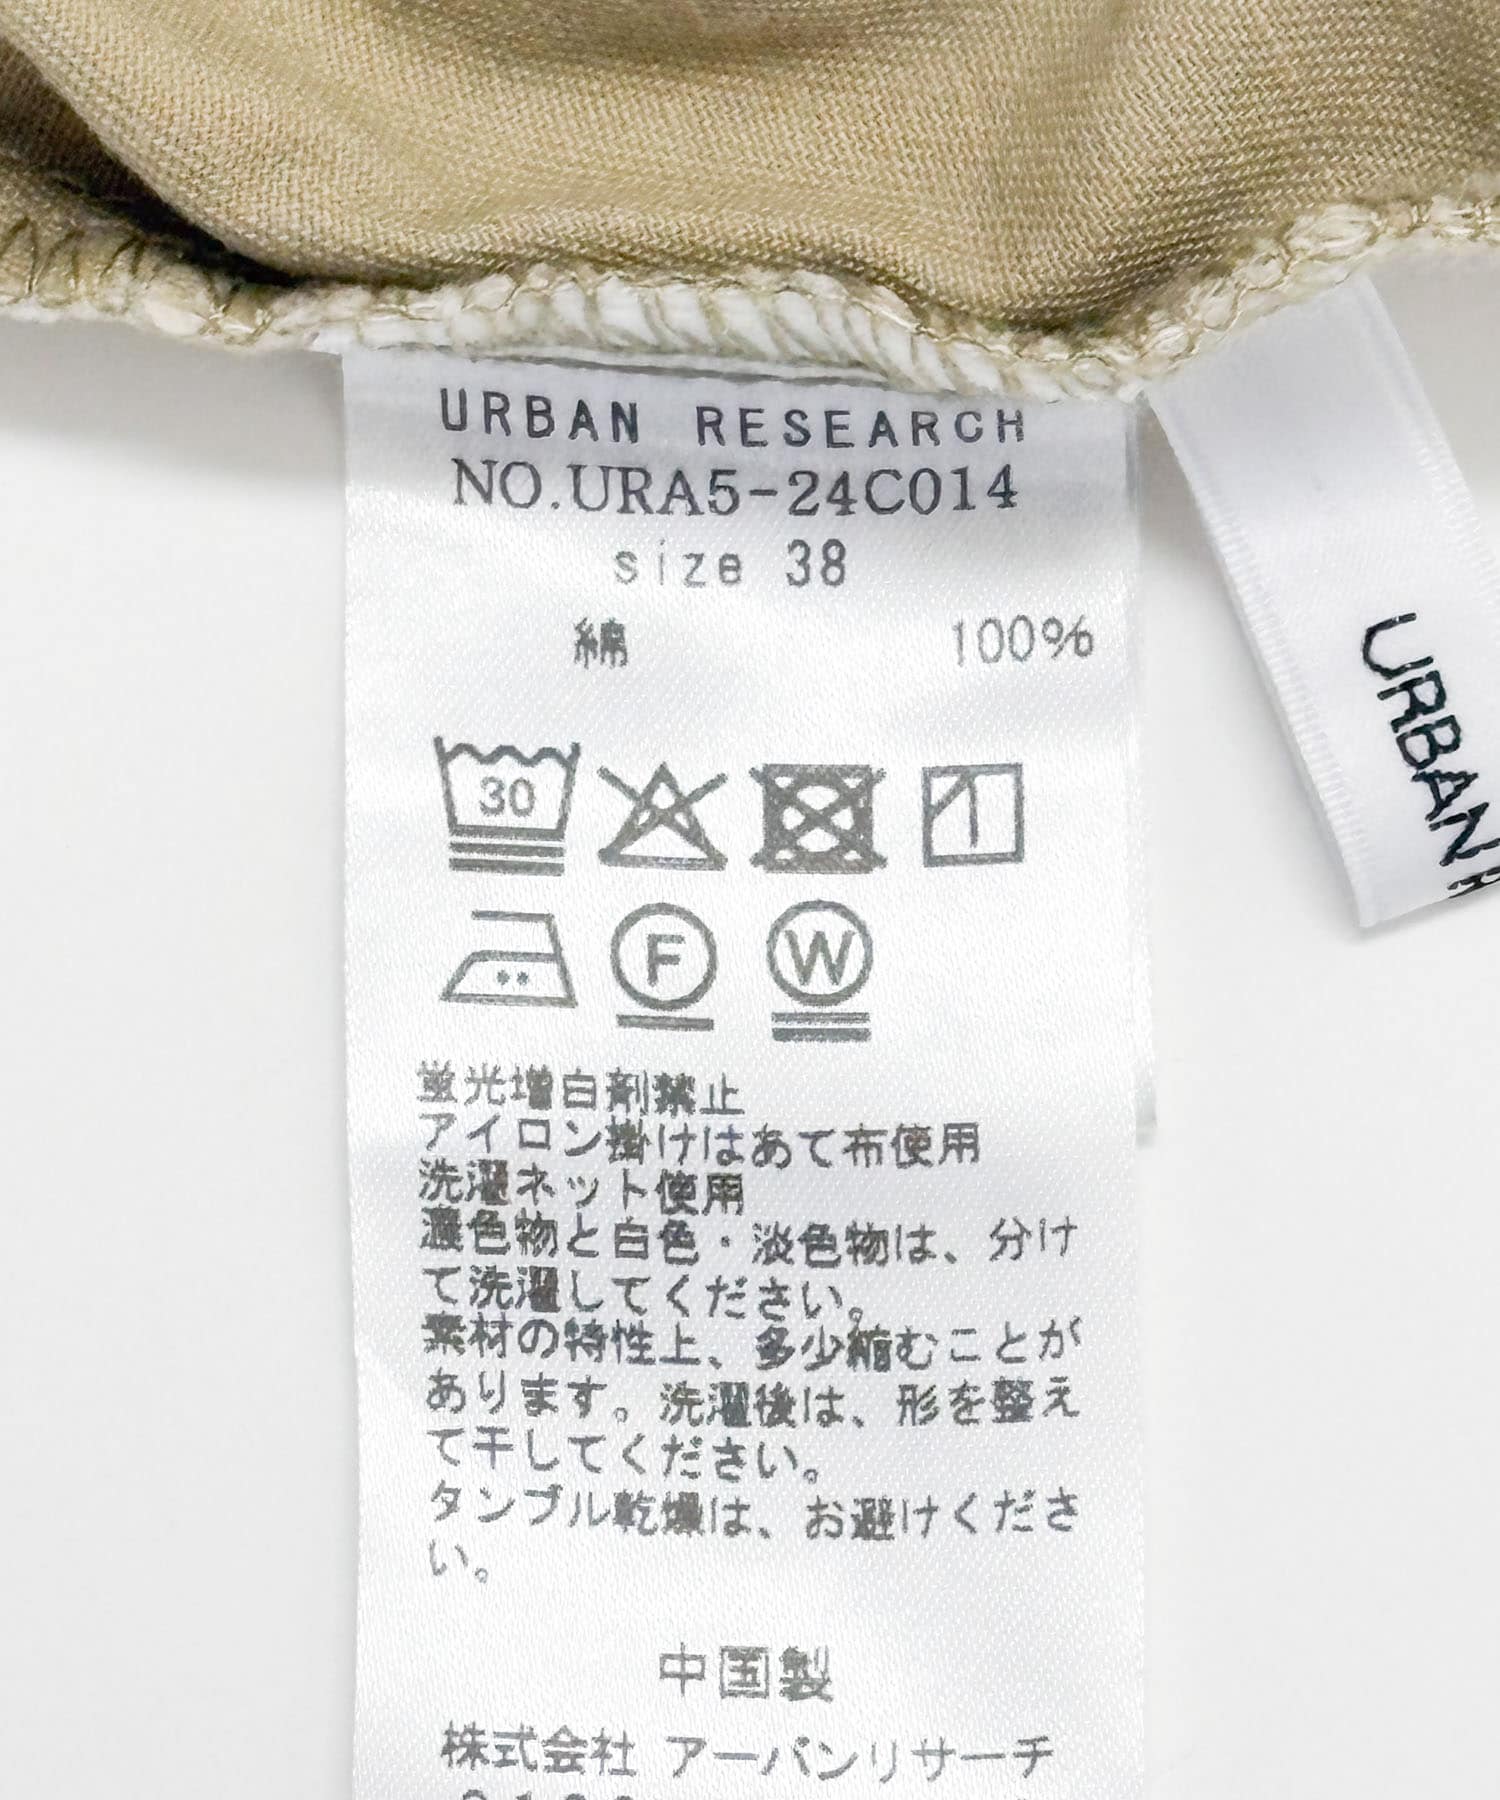 URBAN RESEARCH
NO.URA5-24C014
size 38
綿 100%
30
F W
蛍光増白剤禁止
アイロン掛けはあて布使用
洗濯ネット使用
濃色物と白色・淡色物は、分け
て洗濯してください。
素材の特性上、多少縮むことが
あります。洗濯後は、形を整え
て干してください。
タンブル乾燥は、お避けくださ
い。
中国製
株式会社 アーバンリサーチ
URBAN